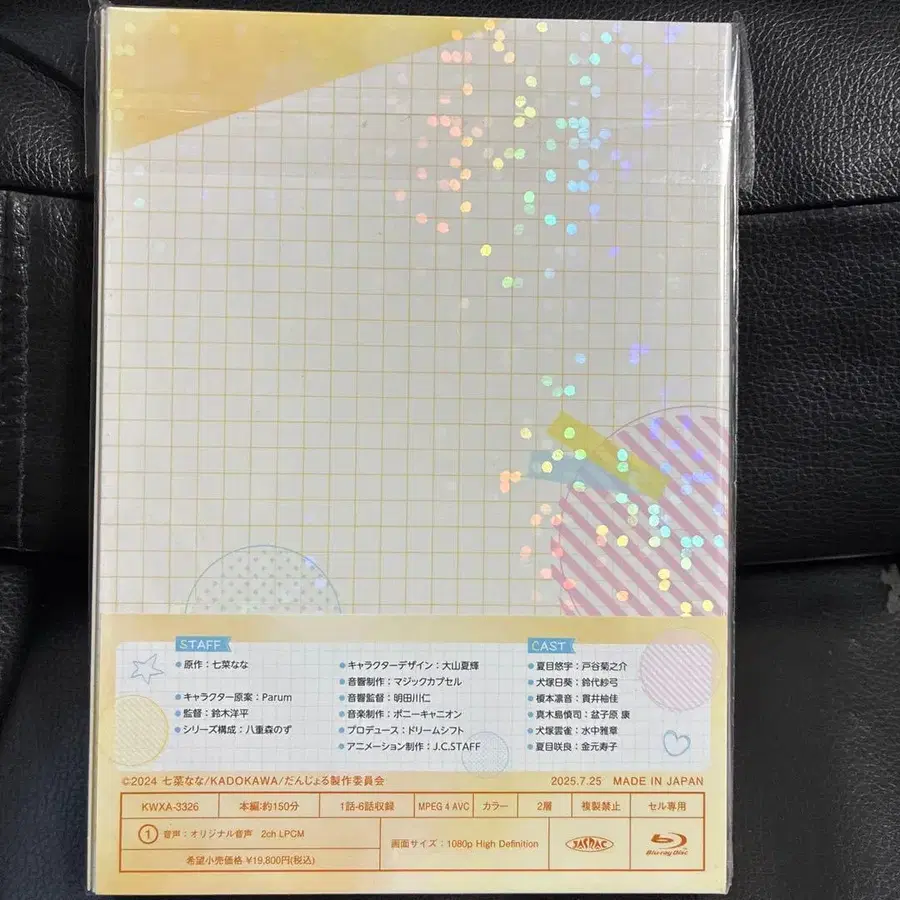 STAFF
原作：七菜なな
キャラクター原案：Parum
監督：鈴木洋平
シリーズ構成：八重森のず
キャラクターデザイン：大山夏輝
音響制作：マジックカプセル
音響監督：明田川仁
音楽制作：ポニーキャニオン
プロデュース：ドリームシフト
アニメーション制作：J.C.STAFF
CAST
夏目悠宇：戸谷菊之介
犬塚日葵：鈴代紗弓
榎本凛音：貫井柚佳
真木島慎司：盆子原 康
犬塚雲雀：水中雅章
夏目咲良：金元寿子
©2024 七菜なな/KADOKAWA/だんじょる製作委員会
2025.7.25 MADE IN JAPAN
KWXA-3326 本編:約150分 1話-6話収録 MPEG 4 AVC カラー 2層 複製禁止 セル専用
1 音声：オリジナル音声 2ch LPCM
希望小売価格 ¥19,800円(税込)
画面サイズ：1080p High Definition
JASRAC
Blu-ray Disc